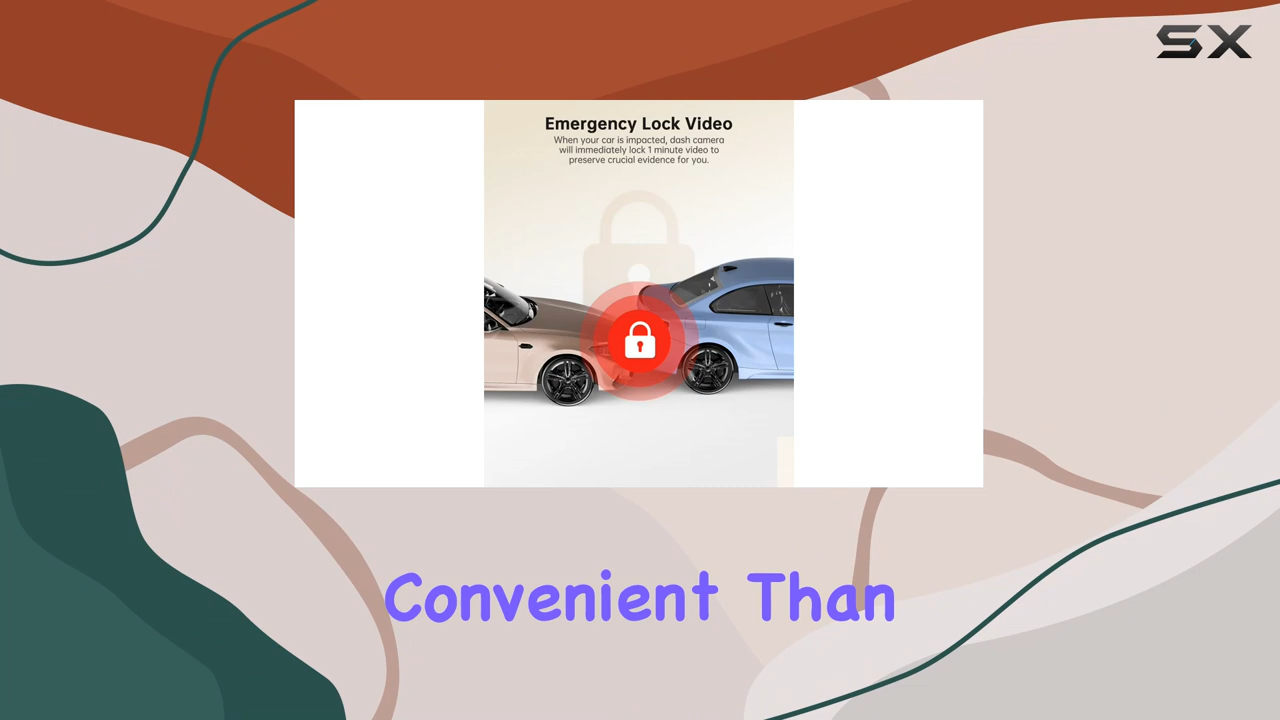 SX
Emergency Lock Video
When your car is impacted, dash camera
will immediately lock 1 minute video to
preserve crucial evidence for you.
Convenient Than